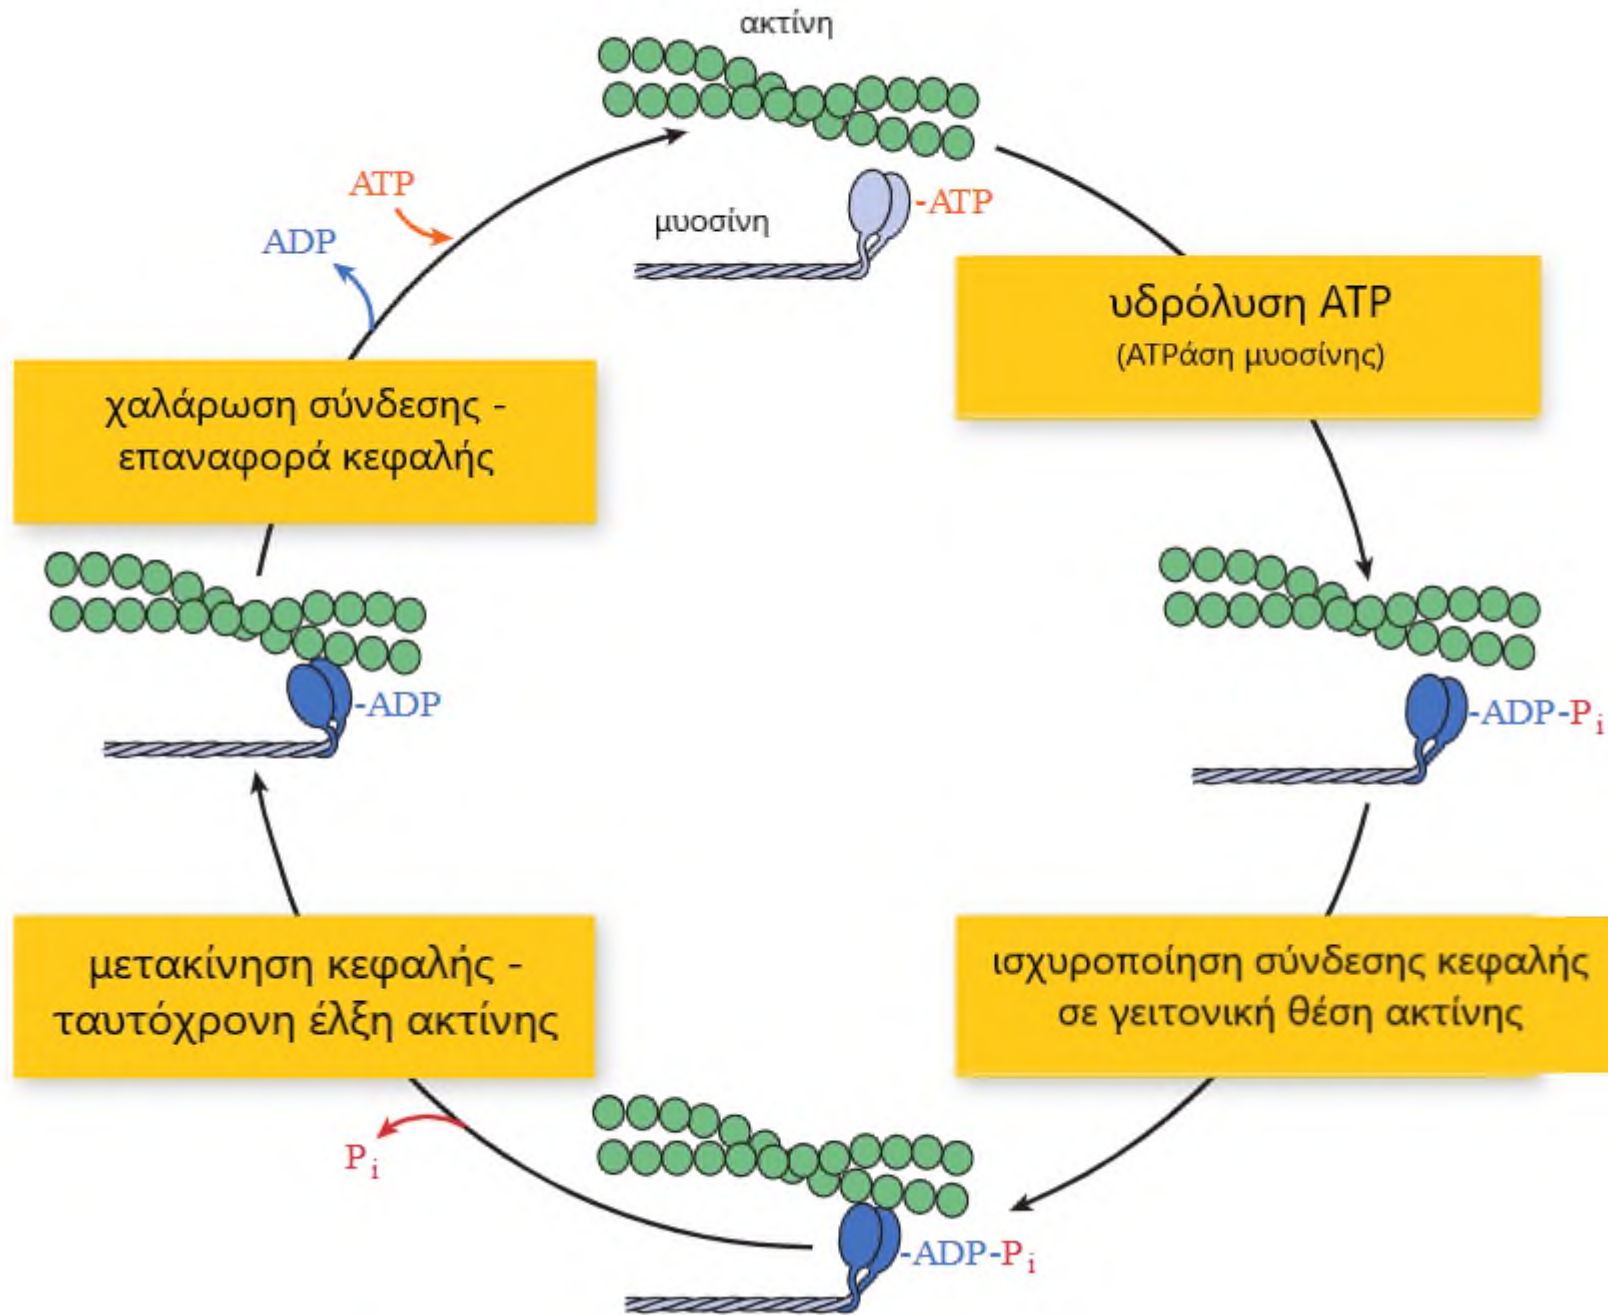 ακτίνη
ATP
ADP
μυοσίνη
-ATP
υδρόλυση ATP
(ATPάση μυοσίνης)
χαλάρωση σύνδεσης -
επαναφορά κεφαλής
-ADP
-ADP-Pi
μετακίνηση κεφαλής -
ταυτόχρονη έλξη ακτίνης
ισχυροποίηση σύνδεσης κεφαλής
σε γειτονική θέση ακτίνης
Pi
-ADP-Pi